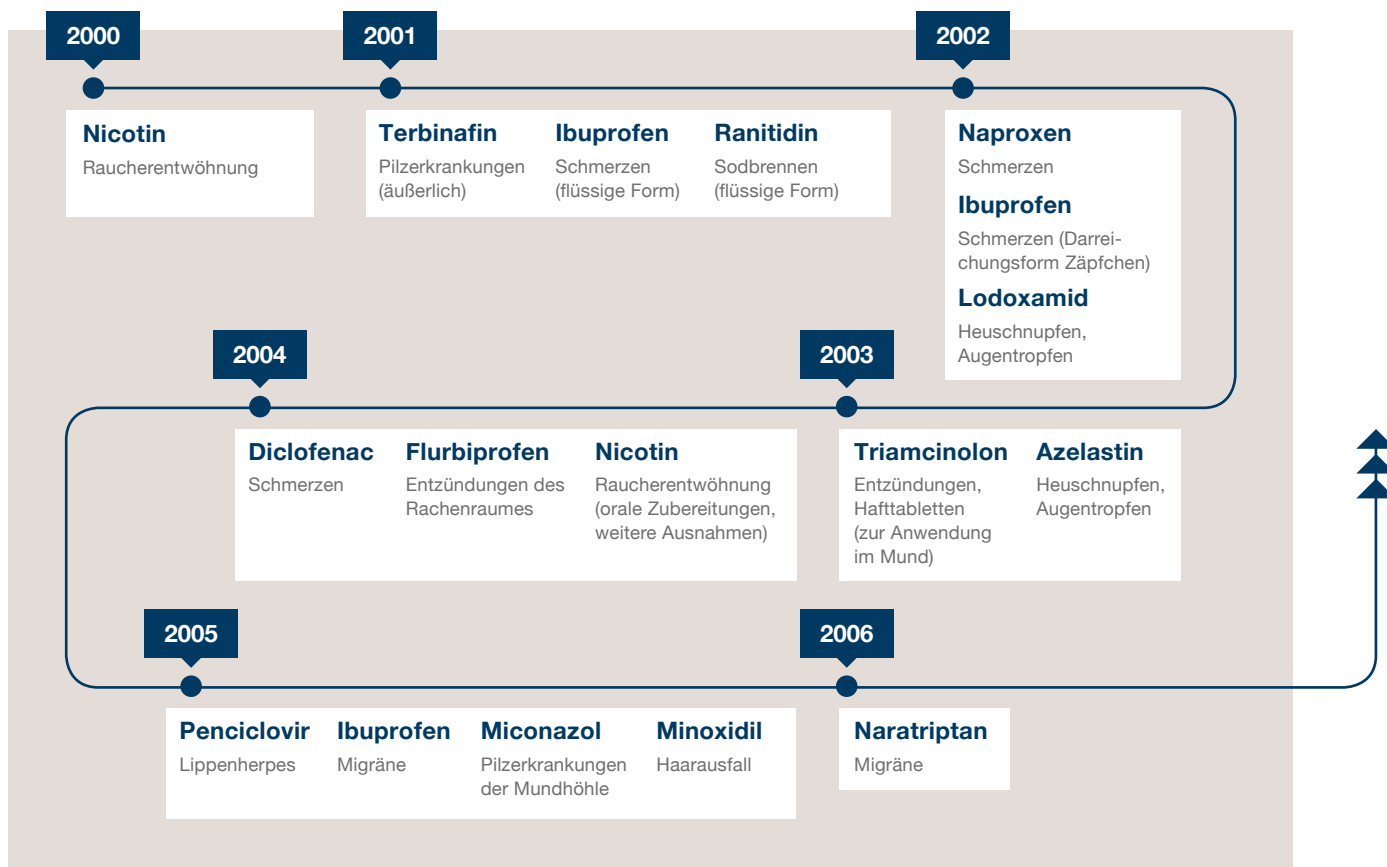 2000
Nicotin
Raucherentwöhnung
2001
Terbinafin
Pilzerkrankungen
(äußerlich)
Ibuprofen
Schmerzen
(flüssige Form)
Ranitidin
Sodbrennen
(flüssige Form)
2002
Naproxen
Schmerzen
Ibuprofen
Schmerzen (Darrei-
chungsform Zäpfchen)
Lodoxamid
Heuschnupfen,
Augentropfen
2003
Triamcinolon
Entzündungen,
Hafttabletten
(zur Anwendung
im Mund)
Azelastin
Heuschnupfen,
Augentropfen
2004
Diclofenac
Schmerzen
Flurbiprofen
Entzündungen des
Rachenraumes
Nicotin
Raucherentwöhnung
(orale Zubereitungen,
weitere Ausnahmen)
2005
Penciclovir
Lippenherpes
Ibuprofen
Migräne
Miconazol
Pilzerkrankungen
der Mundhöhle
Minoxidil
Haarausfall
2006
Naratriptan
Migräne